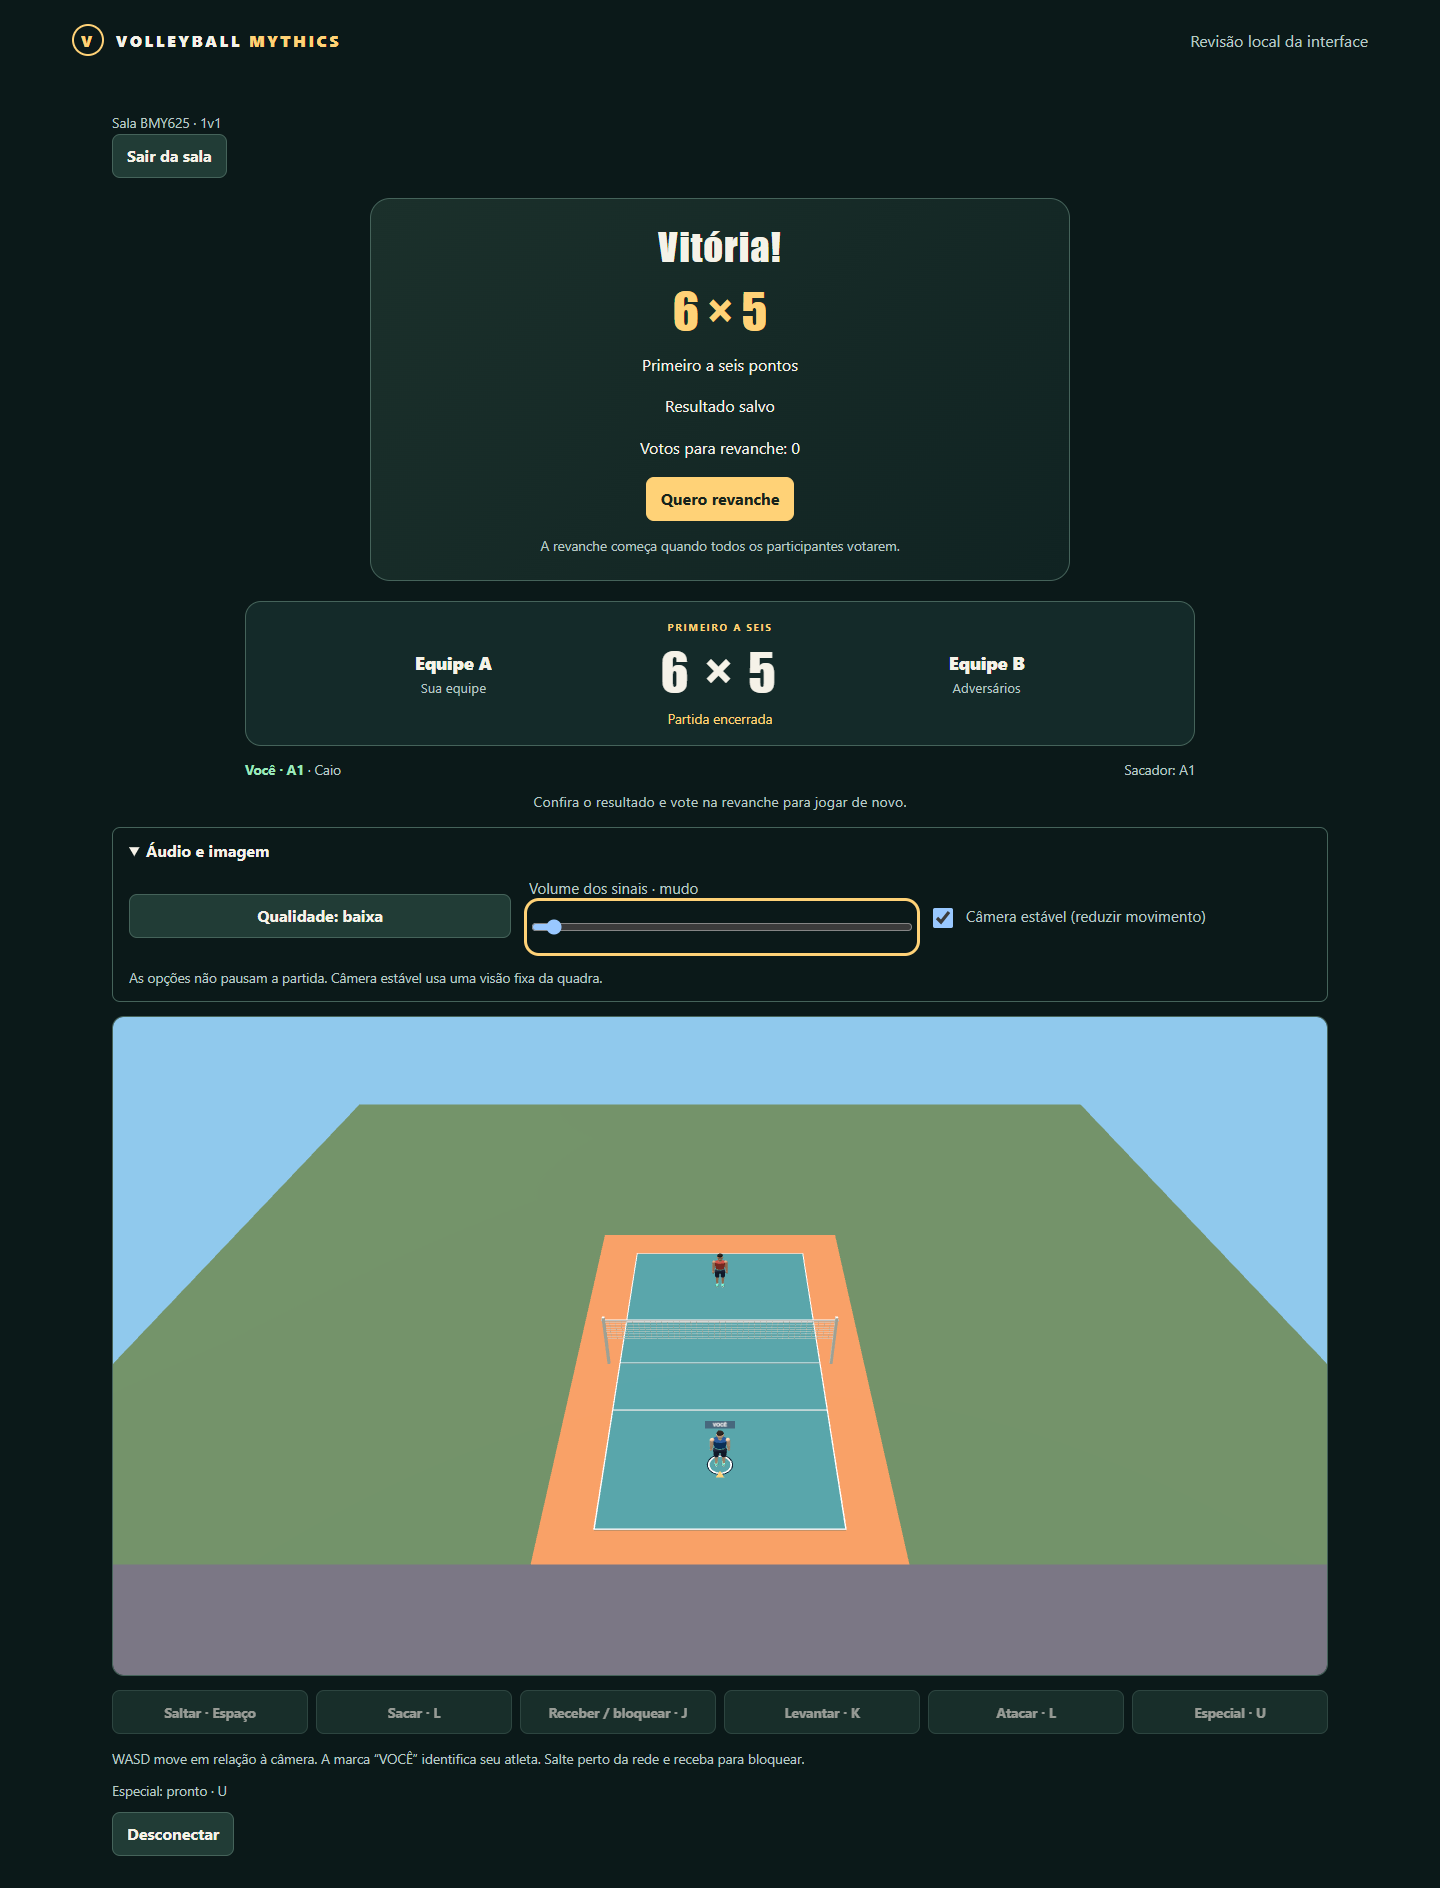 V VOLLEYBALL MYTHICS
Revisão local da interface
Sala BMY625 · 1v1
Sair da sala
Vitória!
6 × 5
Primeiro a seis pontos
Resultado salvo
Votos para revanche: 0
Quero revanche
A revanche começa quando todos os participantes votarem.
PRIMEIRO A SEIS
Equipe A
Sua equipe
6 × 5
Equipe B
Adversários
Partida encerrada
Você · A1 · Caio
Sacador: A1
Confira o resultado e vote na revanche para jogar de novo.
▼ Áudio e imagem
Qualidade: baixa
Volume dos sinais · mudo
Câmera estável (reduzir movimento)
As opções não pausam a partida. Câmera estável usa uma visão fixa da quadra.
VOCÊ
Saltar · Espaço
Sacar · L
Receber / bloquear · J
Levantar · K
Atacar · L
Especial · U
WASD move em relação à câmera. A marca “VOCÊ” identifica seu atleta. Salte perto da rede e receba para bloquear.
Especial: pronto · U
Desconectar